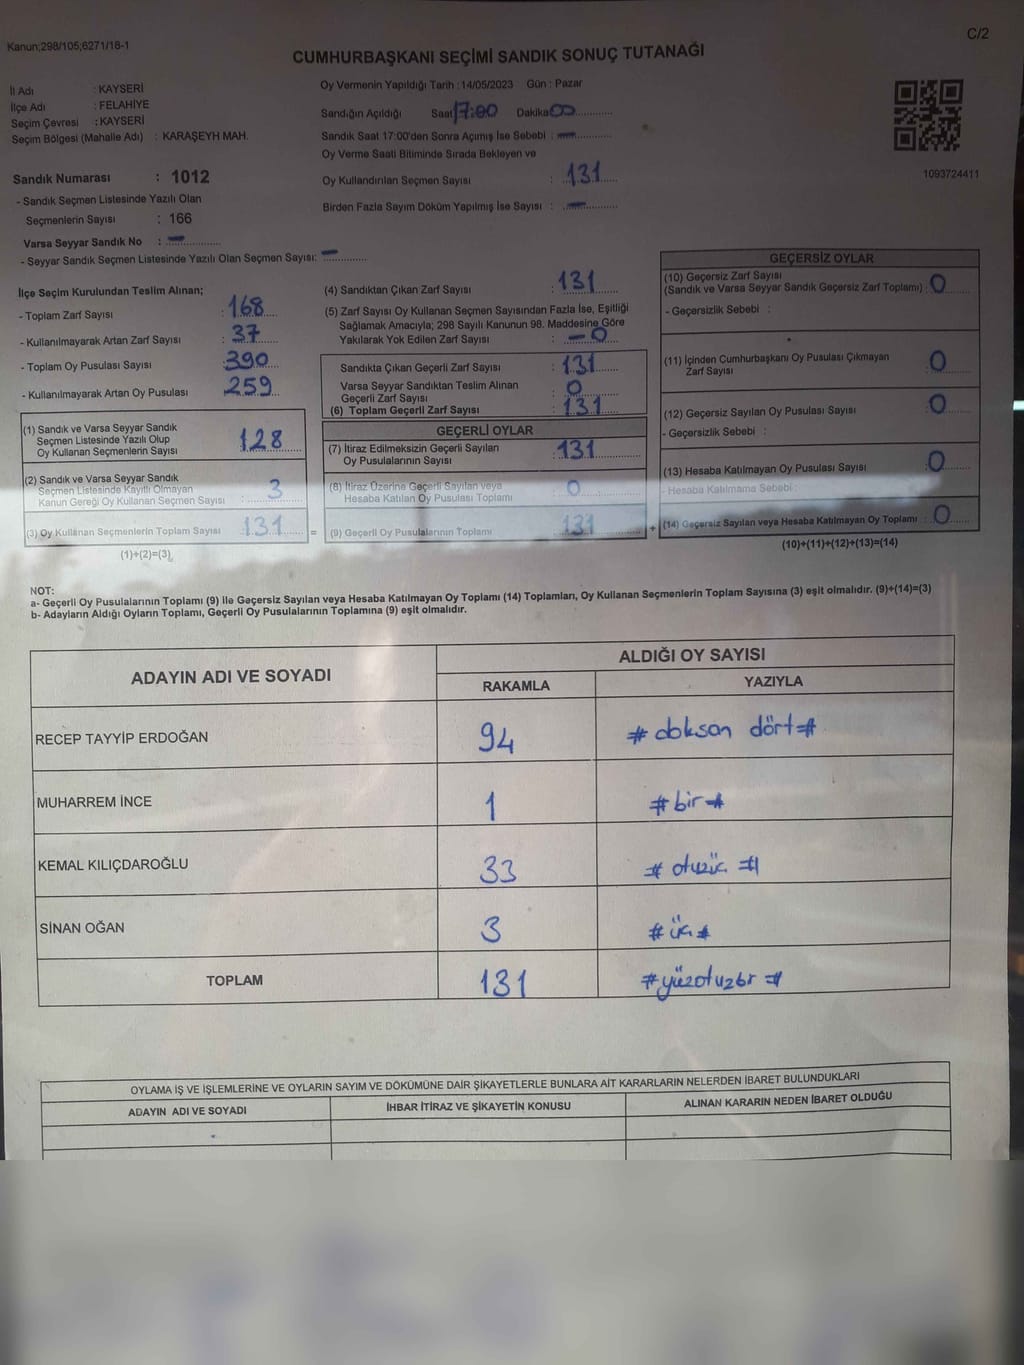 Kanun;298/105;6271/18-1
C/2
CUMHURBAŞKANI SEÇİMİ SANDIK SONUÇ TUTANAĞI
İl Adı : KAYSERİ
İlçe Adı : FELAHİYE
Seçim Çevresi : KAYSERİ
Seçim Bölgesi (Mahalle Adı) : KARAŞEYH MAH.
Sandık Numarası : 1012
- Sandık Seçmen Listesinde Yazılı Olan
Seçmenlerin Sayısı : 166
Varsa Seyyar Sandık No : -
- Seyyar Sandık Seçmen Listesinde Yazılı Olan Seçmen Sayısı: -
Oy Vermenin Yapıldığı Tarih : 14/05/2023 Gün : Pazar
Sandığın Açıldığı Saat 17:00 Dakika 00
Sandık Saat 17:00'den Sonra Açımış İse Sebebi : -
Oy Verme Saati Bitiminde Sırada Bekleyen ve
Oy Kullandırılan Seçmen Sayısı : 131
Birden Fazla Sayım Döküm Yapılmış İse Sayısı : -
1093724411
İlçe Seçim Kurulundan Teslim Alınan;
- Toplam Zarf Sayısı : 168
- Kullanılmayarak Artan Zarf Sayısı : 37
- Toplam Oy Pusulası Sayısı : 390
- Kullanılmayarak Artan Oy Pusulası : 259
(1) Sandık ve Varsa Seyyar Sandık
Seçmen Listesinde Yazılı Olup
Oy Kullanan Seçmenlerin Sayısı 128
(2) Sandık ve Varsa Seyyar Sandık
Seçmen Listesinde Kayıtlı Olmayan
Kanun Gereği Oy Kullanan Seçmen Sayısı : 3
(3) Oy Kullanan Seçmenlerin Toplam Sayısı : 131 =
(1)+(2)=(3)
(4) Sandıktan Çıkan Zarf Sayısı : 131
(5) Zarf Sayısı Oy Kullanan Seçmen Sayısından Fazla İse, Eşitliği
Sağlamak Amacıyla; 298 Sayılı Kanunun 98. Maddesine Göre
Yakılarak Yok Edilen Zarf Sayısı : - 0
Sandıkta Çıkan Geçerli Zarf Sayısı : 131
Varsa Seyyar Sandıktan Teslim Alınan
Geçerli Zarf Sayısı : 0
(6) Toplam Geçerli Zarf Sayısı : 131
GEÇERLİ OYLAR
(7) İtiraz Edilmeksizin Geçerli Sayılan
Oy Pusulalarının Sayısı : 131
(8) İtiraz Üzerine Geçerli Sayılan veya
Hesaba Katılan Oy Pusulası Toplamı : 0
(9) Geçerli Oy Pusulalarının Toplamı : 131 +
GEÇERSİZ OYLAR
(10) Geçersiz Zarf Sayısı
(Sandık ve Varsa Seyyar Sandık Geçersiz Zarf Toplamı) : 0
- Geçersizlik Sebebi :
(11) İçinden Cumhurbaşkanı Oy Pusulası Çıkmayan
Zarf Sayısı : 0
(12) Geçersiz Sayılan Oy Pusulası Sayısı : 0
- Geçersizlik Sebebi :
(13) Hesaba Katılmayan Oy Pusulası Sayısı : 0
- Hesaba Katılmama Sebebi :
(14) Geçersiz Sayılan veya Hesaba Katılmayan Oy Toplamı : 0
(10)+(11)+(12)+(13)=(14)
NOT:
a- Geçerli Oy Pusulalarının Toplamı (9) ile Geçersiz Sayılan veya Hesaba Katılmayan Oy Toplamı (14) Toplamları, Oy Kullanan Seçmenlerin Toplam Sayısına (3) eşit olmalıdır. (9)+(14)=(3)
b- Adayların Aldığı Oyların Toplamı, Geçerli Oy Pusulalarının Toplamına (9) eşit olmalıdır.
ADAYIN ADI VE SOYADI
ALDIĞI OY SAYISI
RAKAMLA YAZIYLA
RECEP TAYYİP ERDOĞAN 94 # doksan dört #
MUHARREM İNCE 1 # bir #
KEMAL KILIÇDAROĞLU 33 # otuzüç #
SİNAN OĞAN 3 # üç #
TOPLAM 131 # yüzotuzbir #
OYLAMA İŞ VE İŞLEMLERİNE VE OYLARIN SAYIM VE DÖKÜMÜNE DAİR ŞİKAYETLERLE BUNLARA AİT KARARLARIN NELERDEN İBARET BULUNDUKLARI
ADAYIN ADI VE SOYADI İHBAR İTİRAZ VE ŞİKAYETİN KONUSU ALINAN KARARIN NEDEN İBARET OLDUĞU